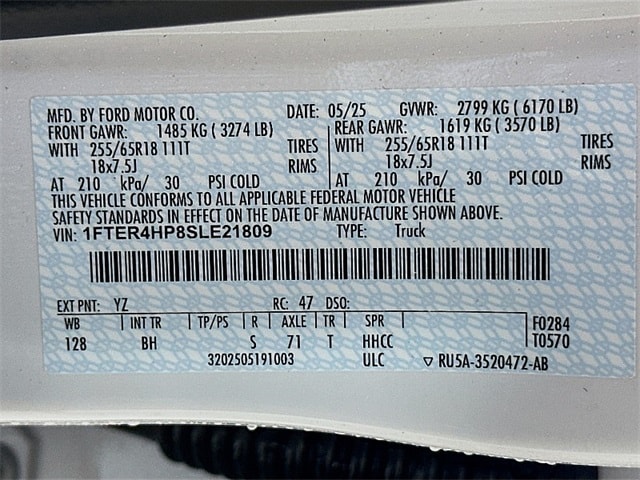 MFD. BY FORD MOTOR CO. DATE: 05/25 GVWR: 2799 KG ( 6170 LB)
FRONT GAWR: 1485 KG ( 3274 LB) REAR GAWR: 1619 KG ( 3570 LB)
WITH 255/65R18 111T TIRES WITH 255/65R18 111T TIRES
18x7.5J RIMS 18x7.5J RIMS
AT 210 kPa/ 30 PSI COLD AT 210 kPa/ 30 PSI COLD
THIS VEHICLE CONFORMS TO ALL APPLICABLE FEDERAL MOTOR VEHICLE
SAFETY STANDARDS IN EFFECT ON THE DATE OF MANUFACTURE SHOWN ABOVE.
VIN: 1FTER4HP8SLE21809 TYPE: Truck
EXT PNT: YZ RC: 47 DSO:
WB INT TR TP/PS R AXLE TR SPR F0284
128 BH S 71 T HHCC T0570
3202505191003 ULC ▽ RU5A-3520472-AB